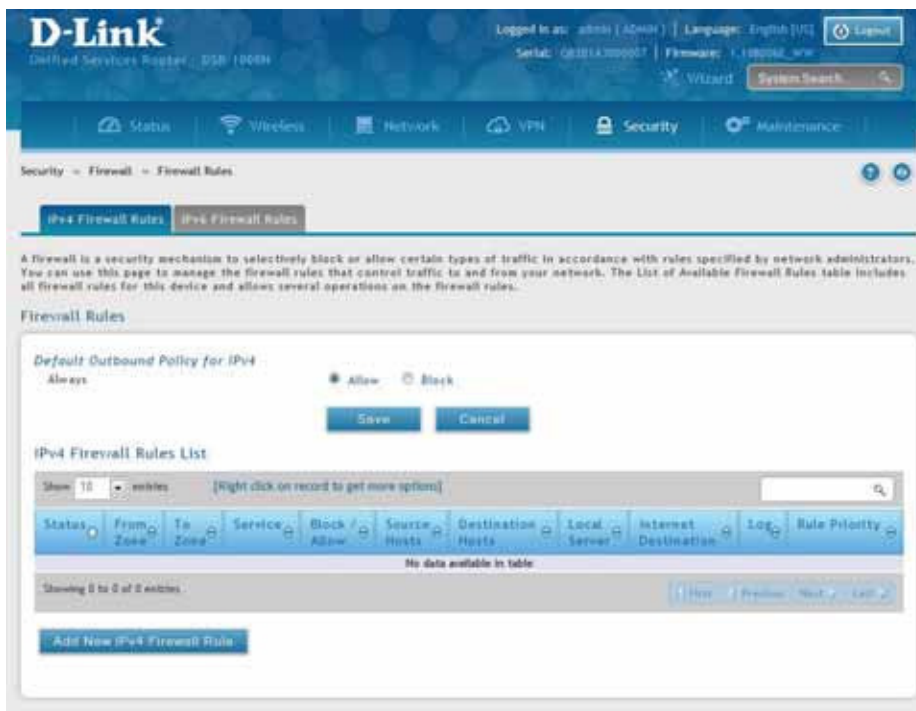 D-Link
Logged in as: admin [ ADMIN ] | Language: English [US]
Logout
Unified Services Router - DSR-1000N
Serial: | Firmware:
Wizard
System Search...
Status
Wireless
Network
VPN
Security
Maintenance
Security » Firewall » Firewall Rules
IPv4 Firewall Rules
IPv6 Firewall Rules
A firewall is a security mechanism to selectively block or allow certain types of traffic in accordance with rules specified by network administrators.
You can use this page to manage the firewall rules that control traffic to and from your network. The List of Available Firewall Rules table includes
all firewall rules for this device and allows several operations on the firewall rules.
Firewall Rules
Default Outbound Policy for IPv4
Always
Allow
Block
Save
Cancel
IPv4 Firewall Rules List
Show 10 entries
[Right click on record to get more options]
Status
From Zone
To Zone
Service
Block / Allow
Source Hosts
Destination Hosts
Local Server
Internet Destination
Log
Rule Priority
No data available in table
Showing 0 to 0 of 0 entries
First
Previous
Next
Last
Add New IPv4 Firewall Rule